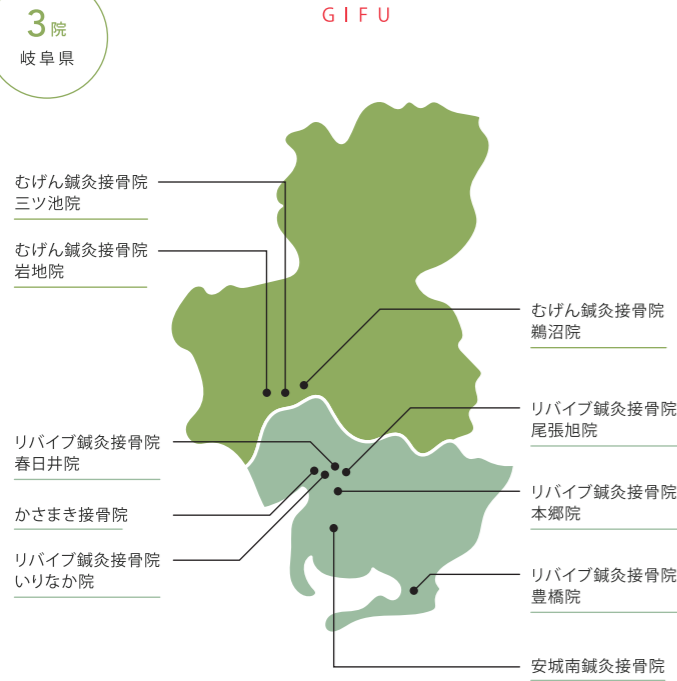 3院
岐阜県
GIFU
むげん鍼灸接骨院
三ツ池院
むげん鍼灸接骨院
岩地院
むげん鍼灸接骨院
鵜沼院
リバイブ鍼灸接骨院
春日井院
かさまき接骨院
リバイブ鍼灸接骨院
いりなか院
リバイブ鍼灸接骨院
尾張旭院
リバイブ鍼灸接骨院
本郷院
リバイブ鍼灸接骨院
豊橋院
安城南鍼灸接骨院